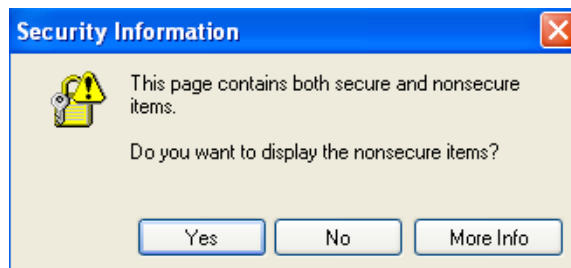 Security Information
This page contains both secure and nonsecure
items.
Do you want to display the nonsecure items?
Yes No More Info